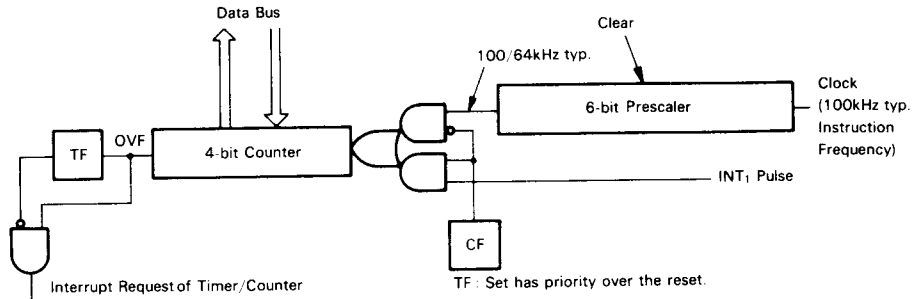 Data Bus
Clear
100/64kHz typ.
6-bit Prescaler
Clock
(100kHz typ.
Instruction
Frequency)
TF
OVF
4-bit Counter
INT₁ Pulse
CF
Interrupt Request of Timer/Counter
TF : Set has priority over the reset.